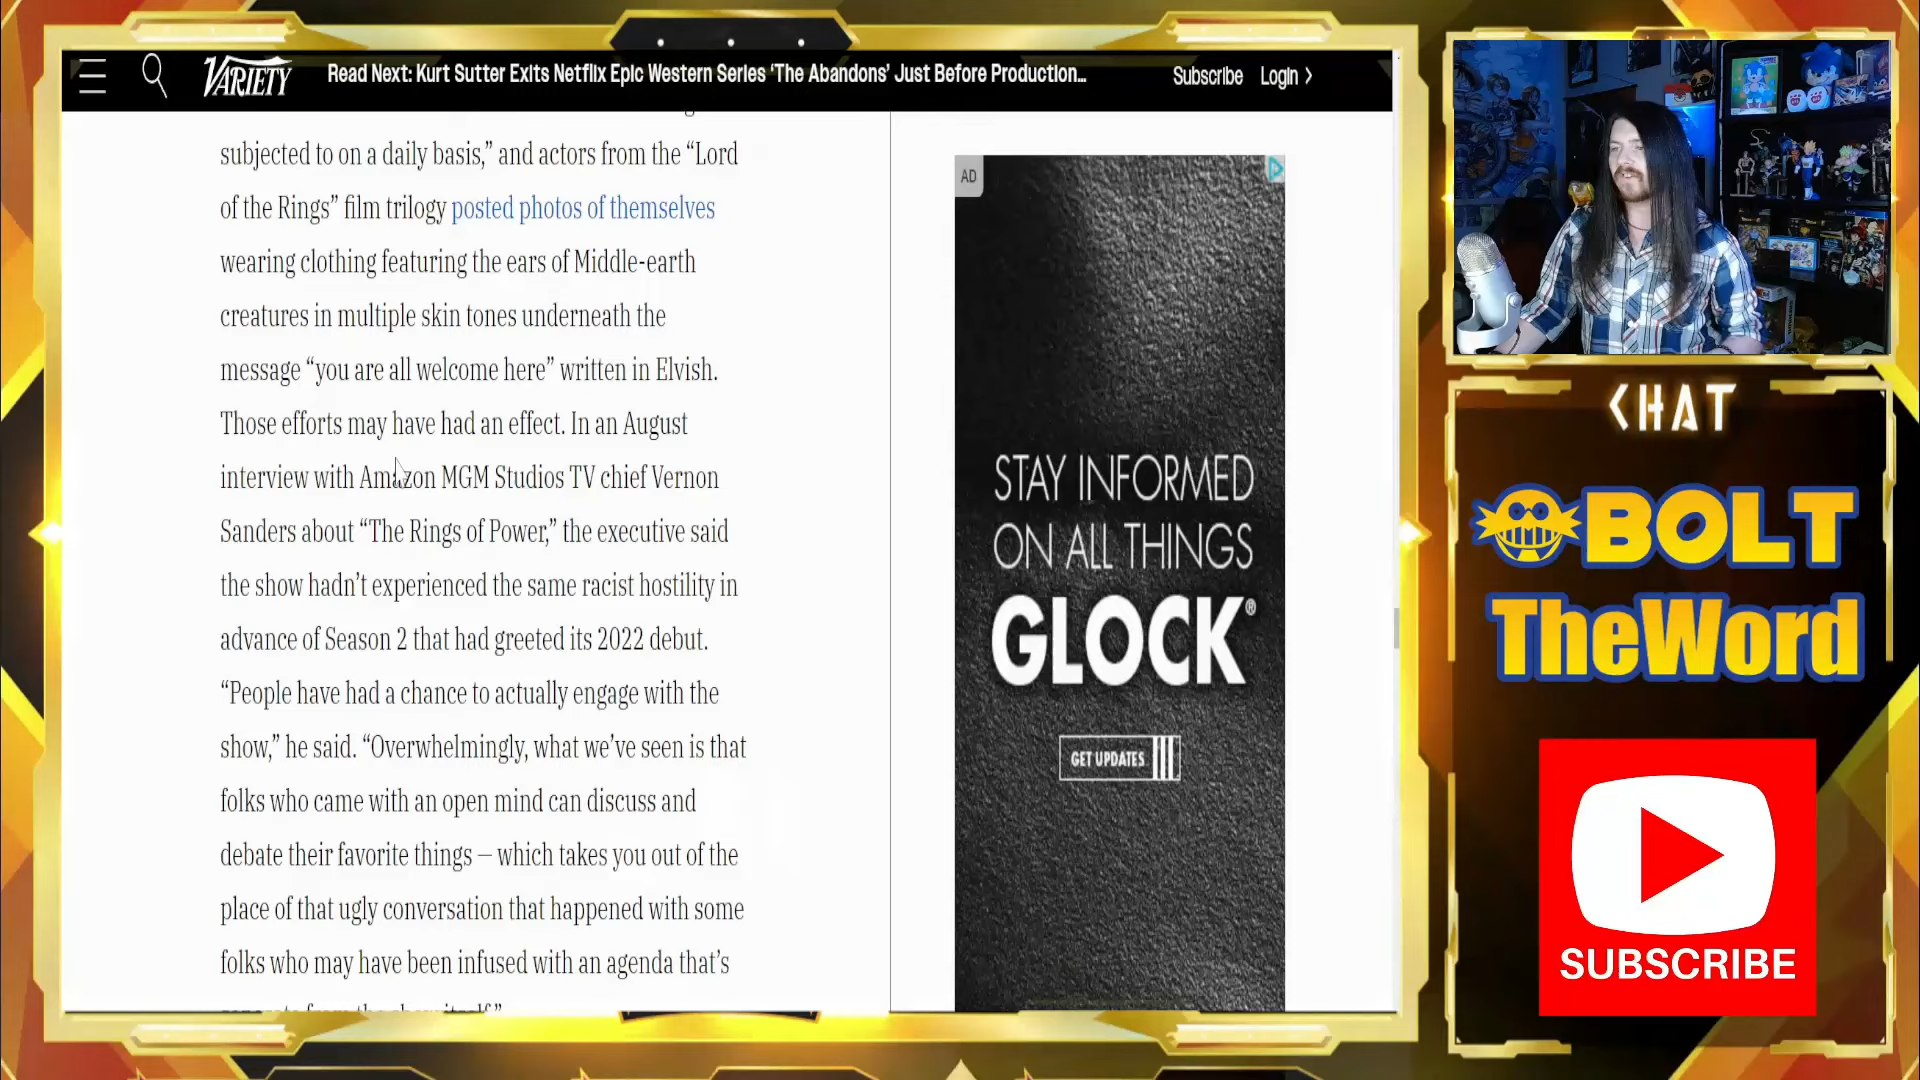 VARIETY
Read Next: Kurt Sutter Exits Netflix Epic Western Series ‘The Abandons’ Just Before Production...
Subscribe
Login
subjected to on a daily basis,” and actors from the “Lord
of the Rings” film trilogy posted photos of themselves
wearing clothing featuring the ears of Middle-earth
creatures in multiple skin tones underneath the
message “you are all welcome here” written in Elvish.
Those efforts may have had an effect. In an August
interview with Amazon MGM Studios TV chief Vernon
Sanders about “The Rings of Power,” the executive said
the show hadn’t experienced the same racist hostility in
advance of Season 2 that had greeted its 2022 debut.
“People have had a chance to actually engage with the
show,” he said. “Overwhelmingly, what we’ve seen is that
folks who came with an open mind can discuss and
debate their favorite things — which takes you out of the
place of that ugly conversation that happened with some
folks who may have been infused with an agenda that’s
AD
STAY INFORMED
ON ALL THINGS
GLOCK®
GET UPDATES
CHAT
BOLT
TheWord
SUBSCRIBE